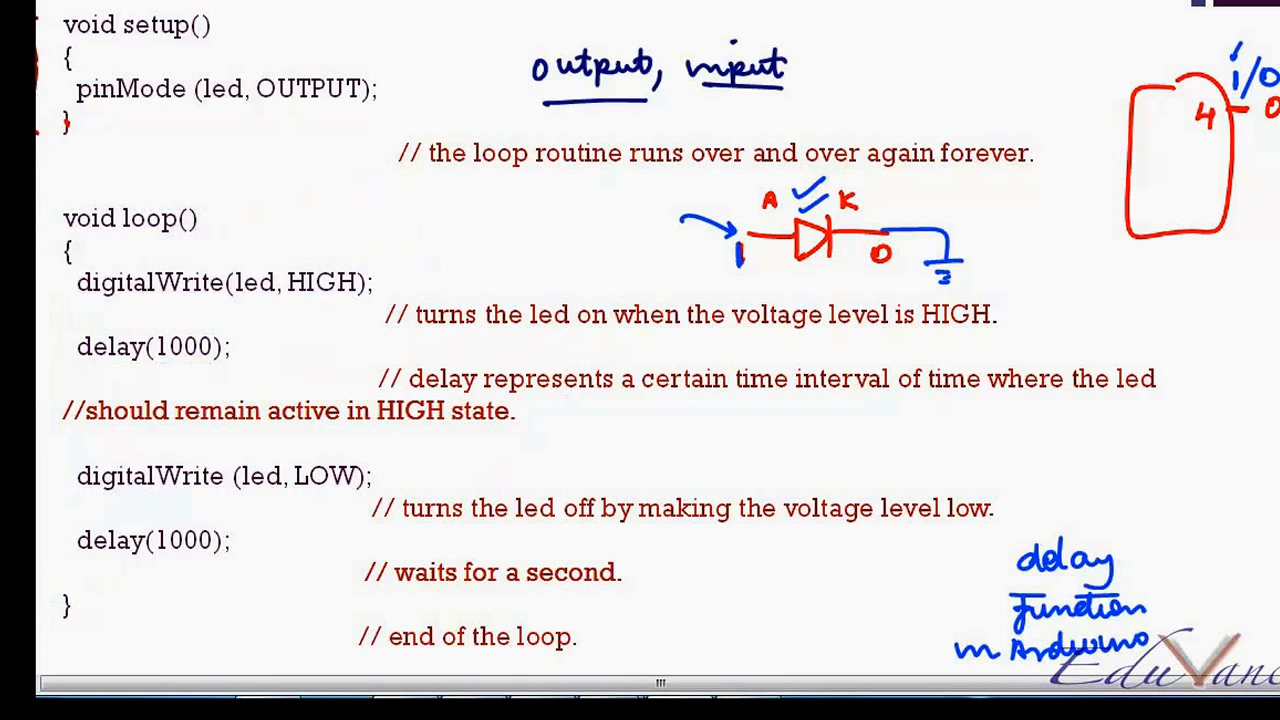 void setup()
{
output, input
i/O
pinMode (led, OUTPUT);
4 O
}
// the loop routine runs over and over again forever.
A K
void loop()
1 0
{
digitalWrite(led, HIGH);
// turns the led on when the voltage level is HIGH.
delay(1000);
// delay represents a certain time interval of time where the led
//should remain active in HIGH state.
digitalWrite (led, LOW);
// turns the led off by making the voltage level low.
delay(1000);
delay
// waits for a second.
}
Function
// end of the loop.
in Arduino
EduVane